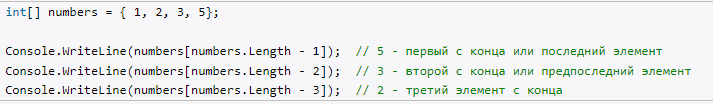 int[] numbers = { 1, 2, 3, 5};
Console.WriteLine(numbers[numbers.Length - 1]);  // 5 - первый с конца или последний элемент
Console.WriteLine(numbers[numbers.Length - 2]);  // 3 - второй с конца или предпоследний элемент
Console.WriteLine(numbers[numbers.Length - 3]);  // 2 - третий элемент с конца